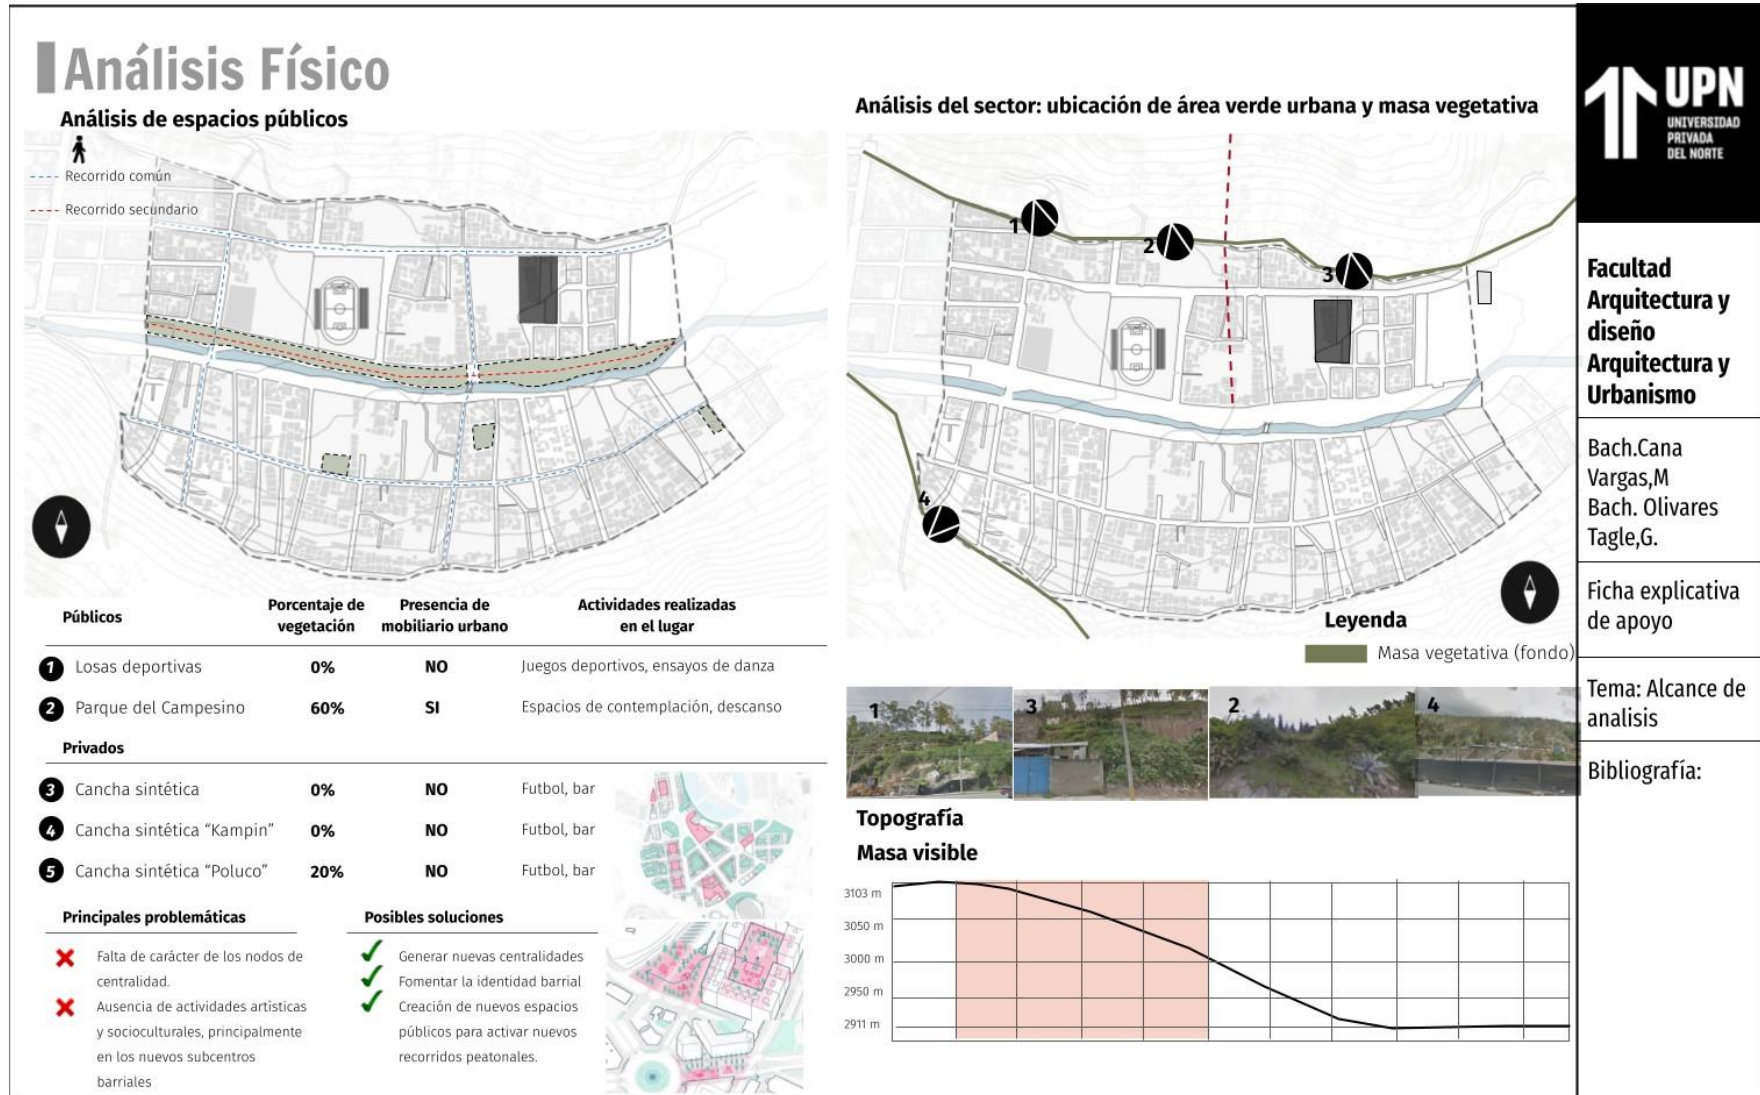 Análisis Físico
Análisis de espacios públicos
Recorrido común
Recorrido secundario
Públicos
Porcentaje de
vegetación
Presencia de
mobiliario urbano
Actividades realizadas
en el lugar
1 Losas deportivas 0% NO Juegos deportivos, ensayos de danza
2 Parque del Campesino 60% SI Espacios de contemplación, descanso
Privados
3 Cancha sintética 0% NO Futbol, bar
4 Cancha sintética “Kampin” 0% NO Futbol, bar
5 Cancha sintética “Poluco” 20% NO Futbol, bar
Principales problemáticas
Falta de carácter de los nodos de
centralidad.
Ausencia de actividades artísticas
y socioculturales, principalmente
en los nuevos subcentros
barriales
Posibles soluciones
Generar nuevas centralidades
Fomentar la identidad barrial
Creación de nuevos espacios
públicos para activar nuevos
recorridos peatonales.
Análisis del sector: ubicación de área verde urbana y masa vegetativa
1
2
3
4
Leyenda
Masa vegetativa (fondo)
1
3
2
4
Topografía
Masa visible
3103 m
3050 m
3000 m
2950 m
2911 m
UPN
UNIVERSIDAD
PRIVADA
DEL NORTE
Facultad
Arquitectura y
diseño
Arquitectura y
Urbanismo
Bach.Cana
Vargas,M
Bach. Olivares
Tagle,G.
Ficha explicativa
de apoyo
Tema: Alcance de
analisis
Bibliografía: